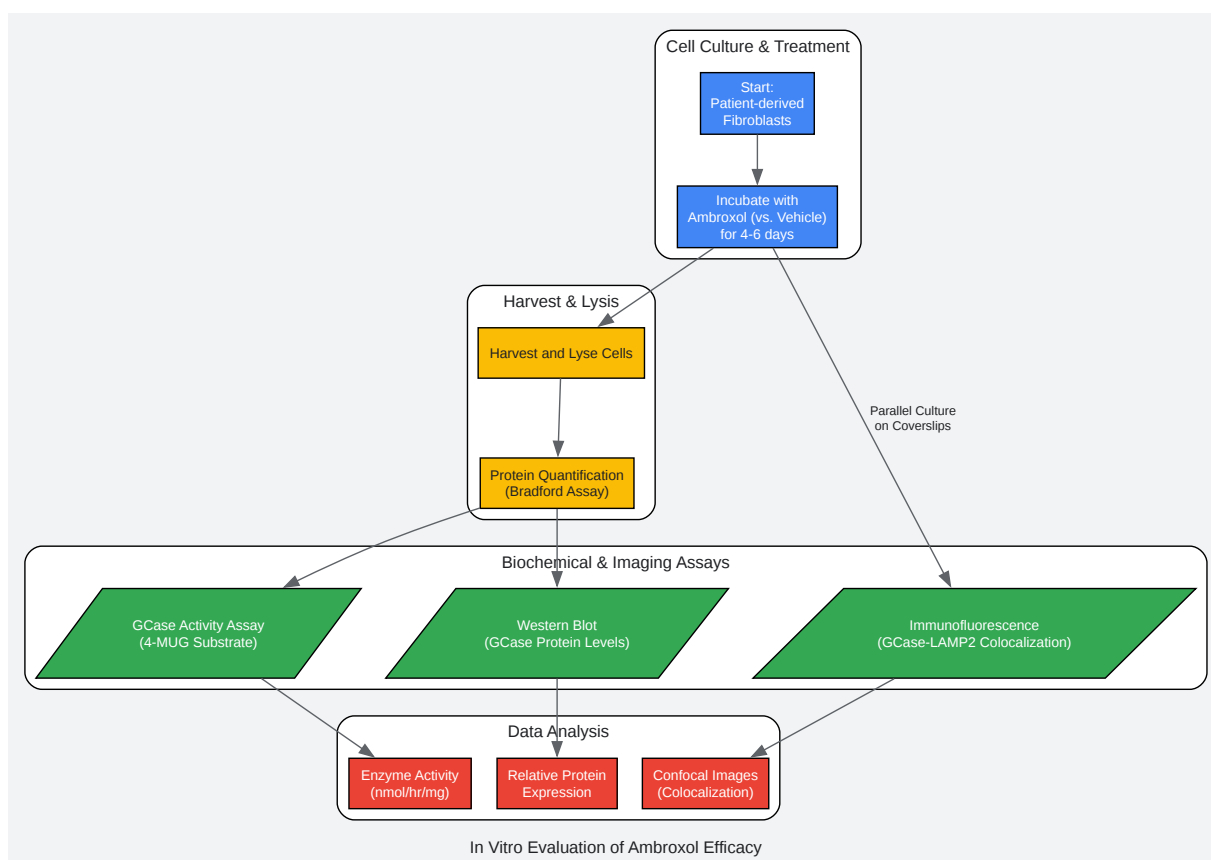 Cell Culture & Treatment
Start:
Patient-derived
Fibroblasts
Incubate with
Ambroxol (vs. Vehicle)
for 4-6 days
Harvest & Lysis
Harvest and Lyse Cells
Parallel Culture
on Coverslips
Protein Quantification
(Bradford Assay)
Biochemical & Imaging Assays
GCase Activity Assay
(4-MUG Substrate)
Western Blot
(GCase Protein Levels)
Immunofluorescence
(GCase-LAMP2 Colocalization)
Data Analysis
Enzyme Activity
(nmol/hr/mg)
Relative Protein
Expression
Confocal Images
(Colocalization)
In Vitro Evaluation of Ambroxol Efficacy